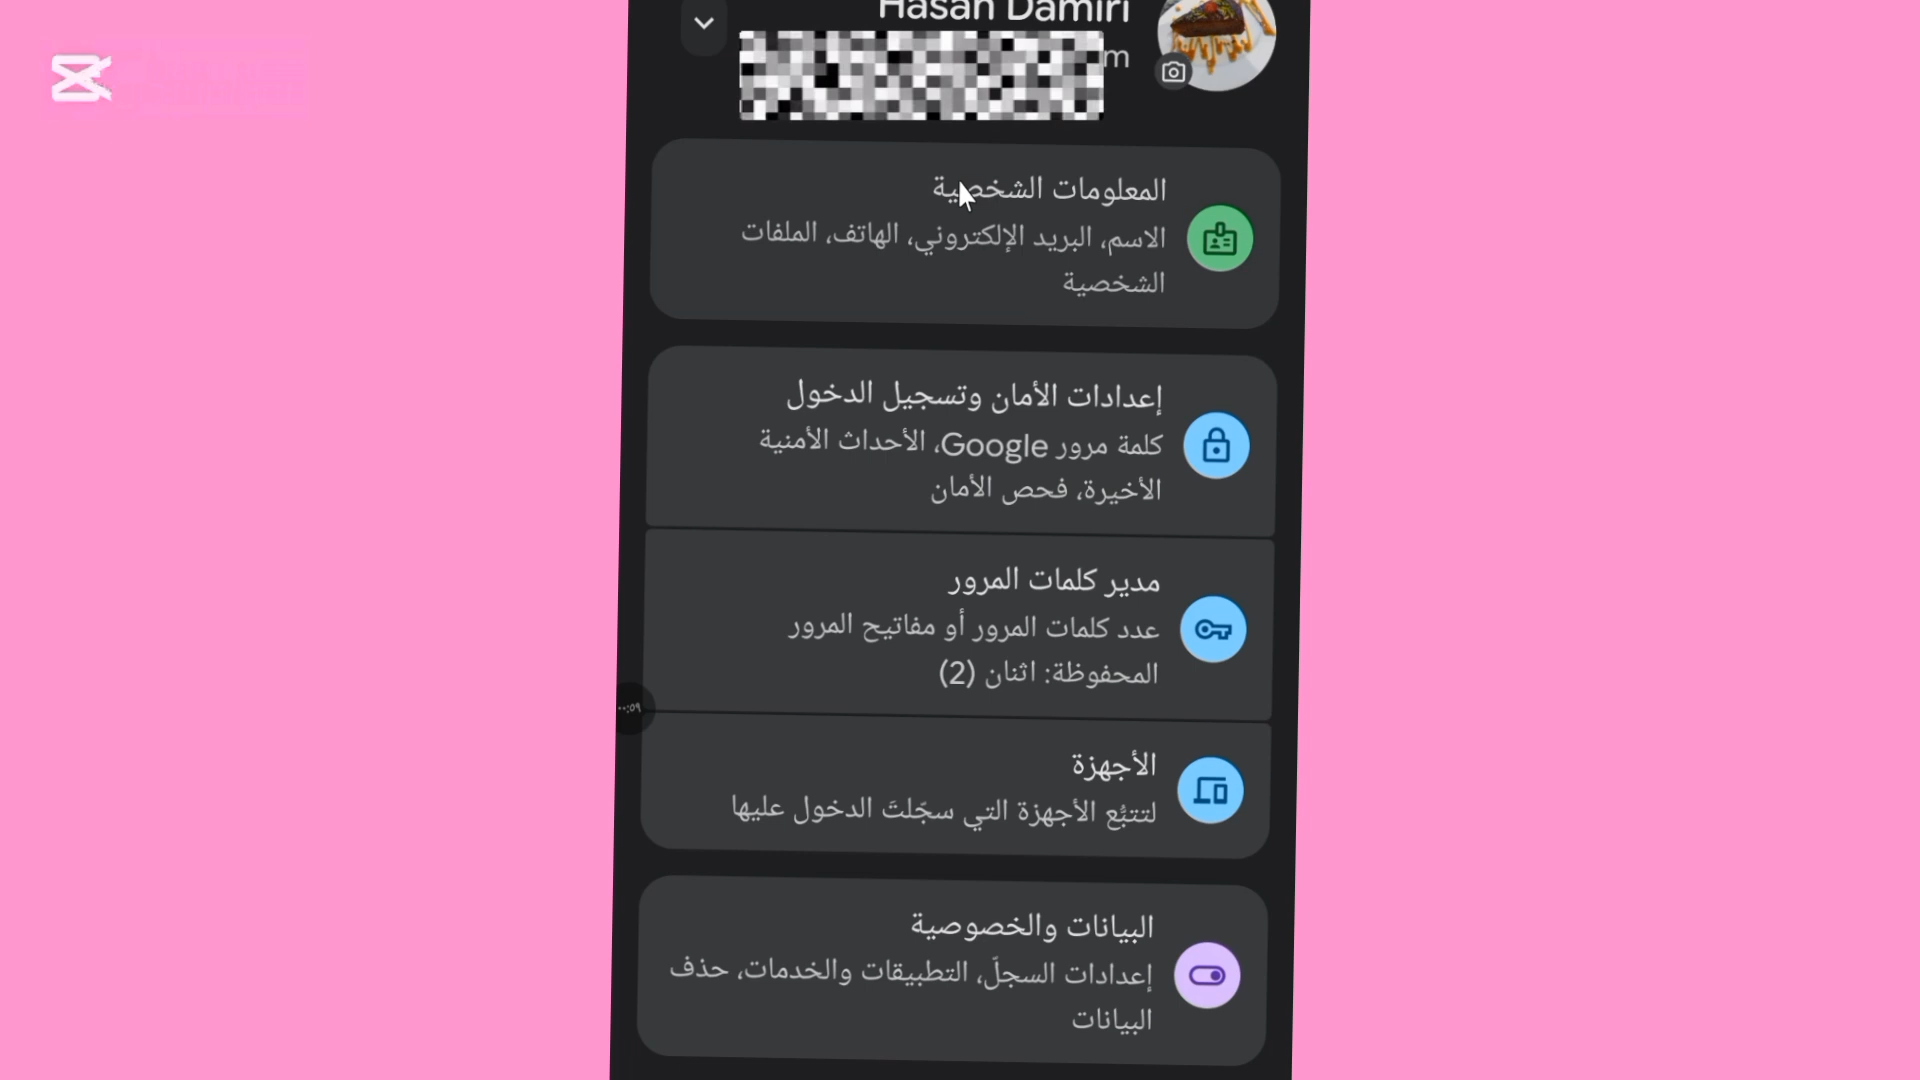 Hasan Damiri
m
المعلومات الشخصية
الاسم، البريد الإلكتروني، الهاتف، الملفات
الشخصية
إعدادات الأمان وتسجيل الدخول
كلمة مرور Google، الأحداث الأمنية
الأخيرة، فحص الأمان
مدير كلمات المرور
عدد كلمات المرور أو مفاتيح المرور
المحفوظة: اثنان (2)
٠٠:٥٩
الأجهزة
لتتبُّع الأجهزة التي سجّلتَ الدخول عليها
البيانات والخصوصية
إعدادات السجلّ، التطبيقات والخدمات، حذف
البيانات